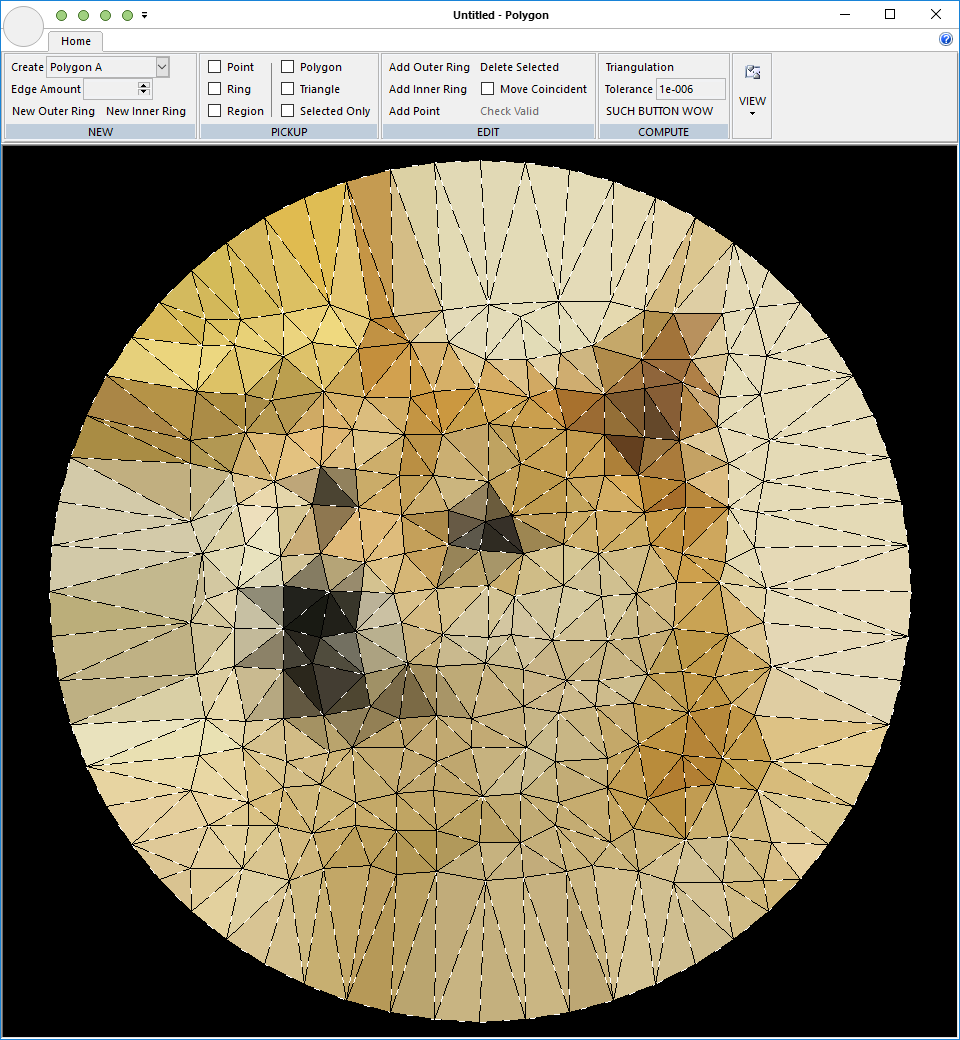 Untitled - Polygon
Home
Create Polygon A
Edge Amount
New Outer Ring New Inner Ring
NEW
Point Polygon
Ring Triangle
Region Selected Only
PICKUP
Add Outer Ring Delete Selected
Add Inner Ring Move Coincident
Add Point Check Valid
EDIT
Triangulation
Tolerance 1e-006
SUCH BUTTON WOW
COMPUTE
VIEW